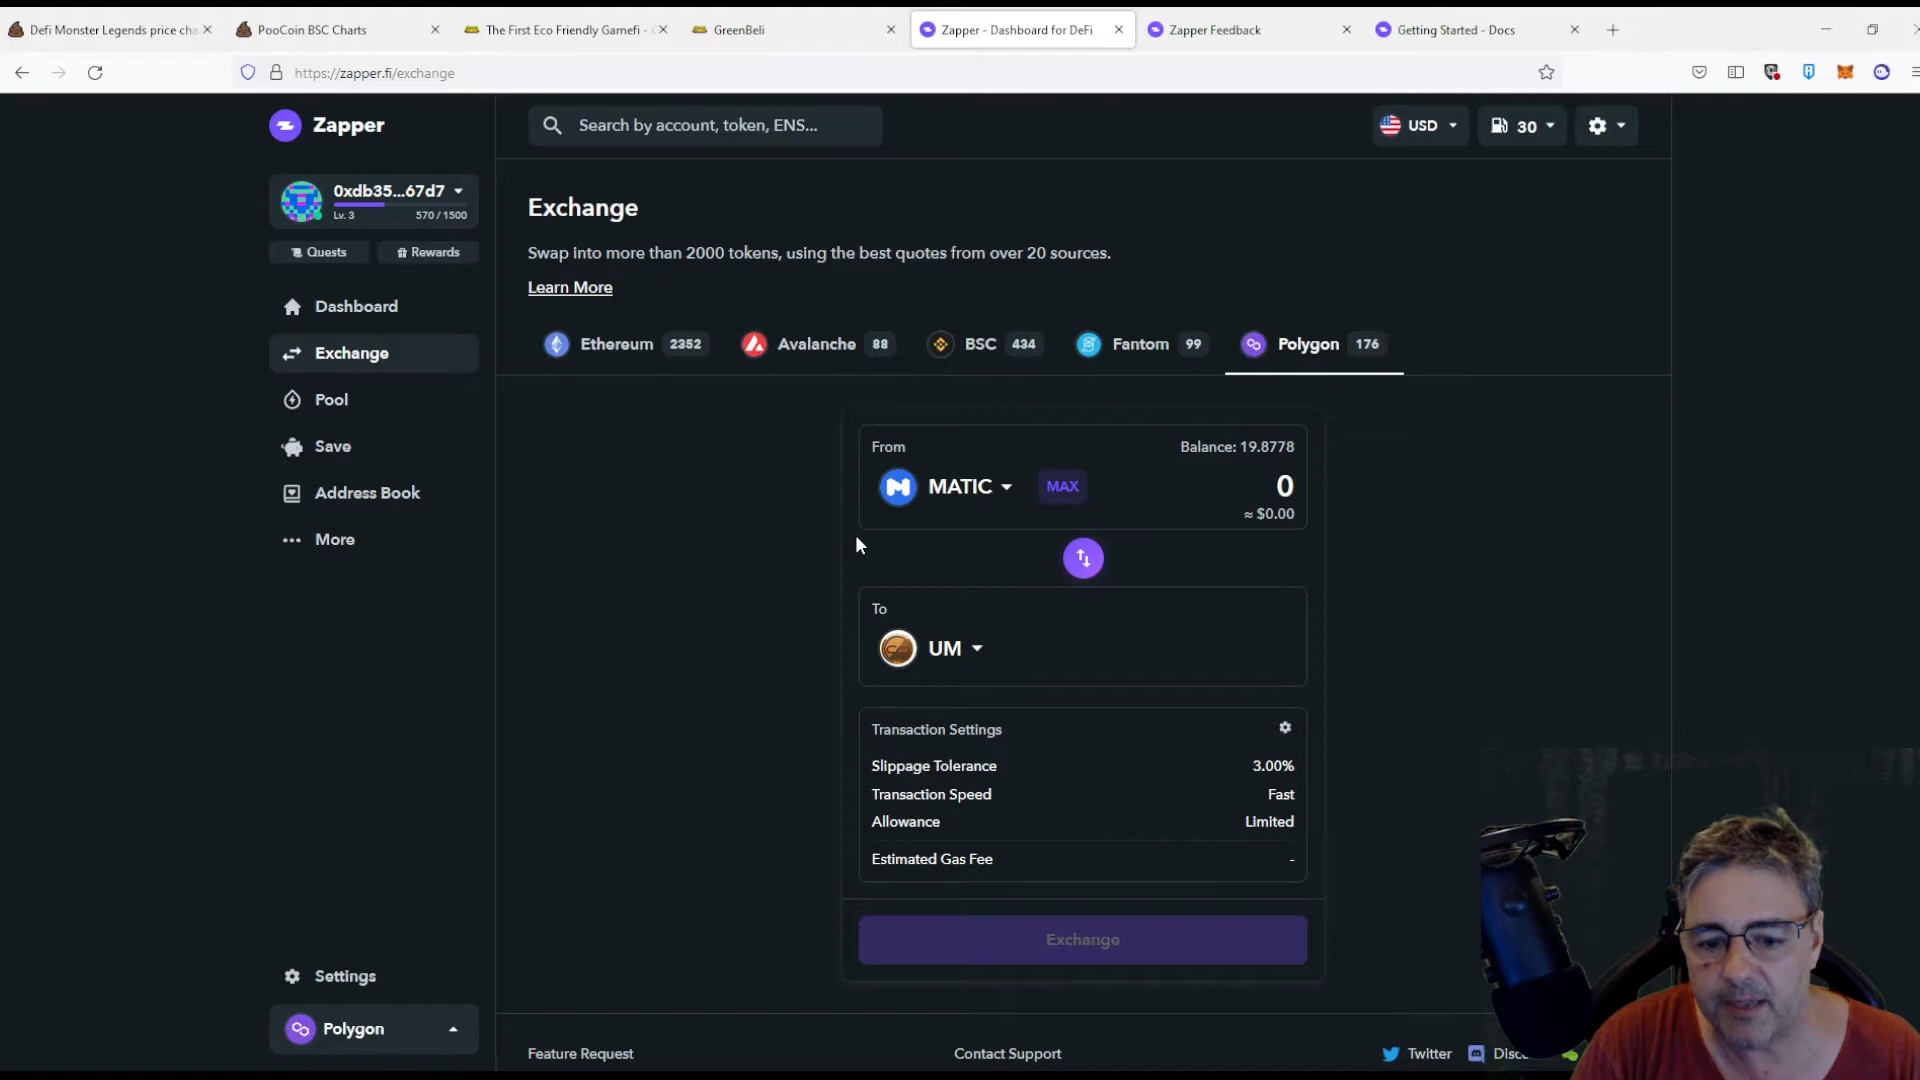 Defi Monster Legends price cha
PooCoin BSC Charts
The First Eco Friendly Gamefi -
GreenBeli
Zapper - Dashboard for DeFi
Zapper Feedback
Getting Started - Docs
https://zapper.fi/exchange
Zapper
Search by account, token, ENS...
USD
30
0xdb35...67d7
Lv. 3
570 / 1500
Quests
Rewards
Dashboard
Exchange
Pool
Save
Address Book
More
Settings
Polygon
Exchange
Swap into more than 2000 tokens, using the best quotes from over 20 sources.
Learn More
Ethereum 2352
Avalanche 88
BSC 434
Fantom 99
Polygon 176
From
Balance: 19.8778
MATIC
MAX
0
≈ $0.00
To
UM
Transaction Settings
Slippage Tolerance 3.00%
Transaction Speed Fast
Allowance Limited
Estimated Gas Fee -
Exchange
Feature Request
Contact Support
Twitter
Disc